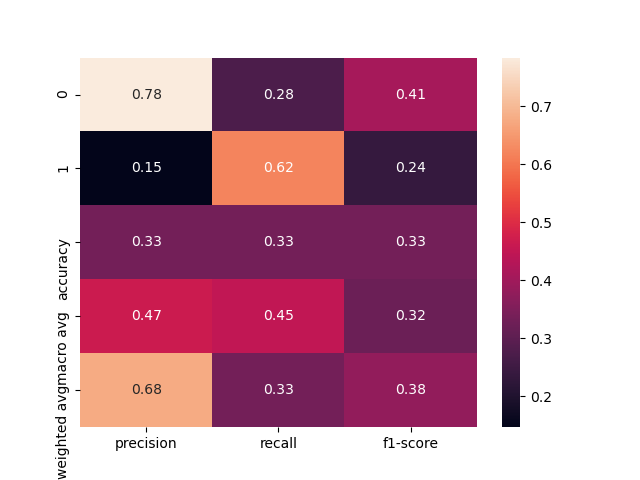 0 0.78 0.28 0.41
1 0.15 0.62 0.24
accuracy 0.33 0.33 0.33
macro avg 0.47 0.45 0.32
weighted avg 0.68 0.33 0.38
precision recall f1-score
0.7
0.6
0.5
0.4
0.3
0.2